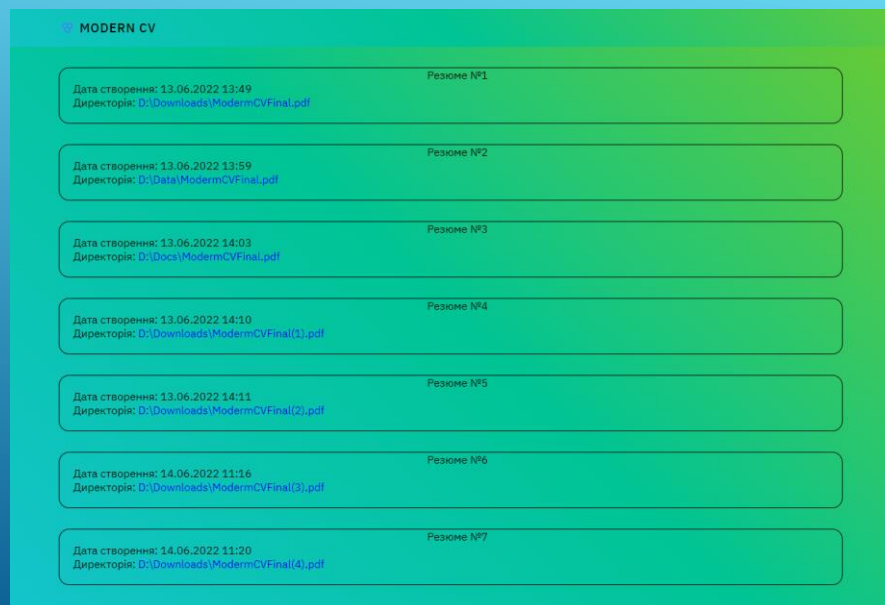 MODERN CV
Резюме №1
Дата створення: 13.06.2022 13:49
Директорія: D:\Downloads\ModermCVFinal.pdf
Резюме №2
Дата створення: 13.06.2022 13:59
Директорія: D:\Data\ModermCVFinal.pdf
Резюме №3
Дата створення: 13.06.2022 14:03
Директорія: D:\Docs\ModermCVFinal.pdf
Резюме №4
Дата створення: 13.06.2022 14:10
Директорія: D:\Downloads\ModermCVFinal(1).pdf
Резюме №5
Дата створення: 13.06.2022 14:11
Директорія: D:\Downloads\ModermCVFinal(2).pdf
Резюме №6
Дата створення: 14.06.2022 11:16
Директорія: D:\Downloads\ModermCVFinal(3).pdf
Резюме №7
Дата створення: 14.06.2022 11:20
Директорія: D:\Downloads\ModermCVFinal(4).pdf